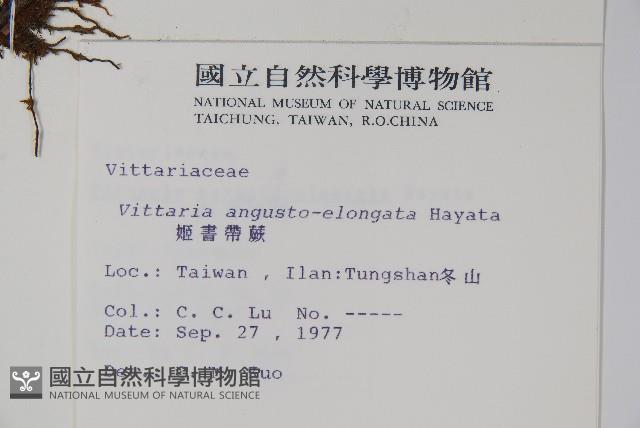 國立自然科學博物館
NATIONAL MUSEUM OF NATURAL SCIENCE
TAICHUNG, TAIWAN, R.O.CHINA
Vittariaceae
Vittaria angusto-elongata Hayata
姬書帶蕨
Loc.: Taiwan , Ilan:Tungshan冬山
Col.: C. C. Lu No. -----
Date: Sep. 27 , 1977
國立自然科學博物館
NATIONAL MUSEUM OF NATURAL SCIENCE